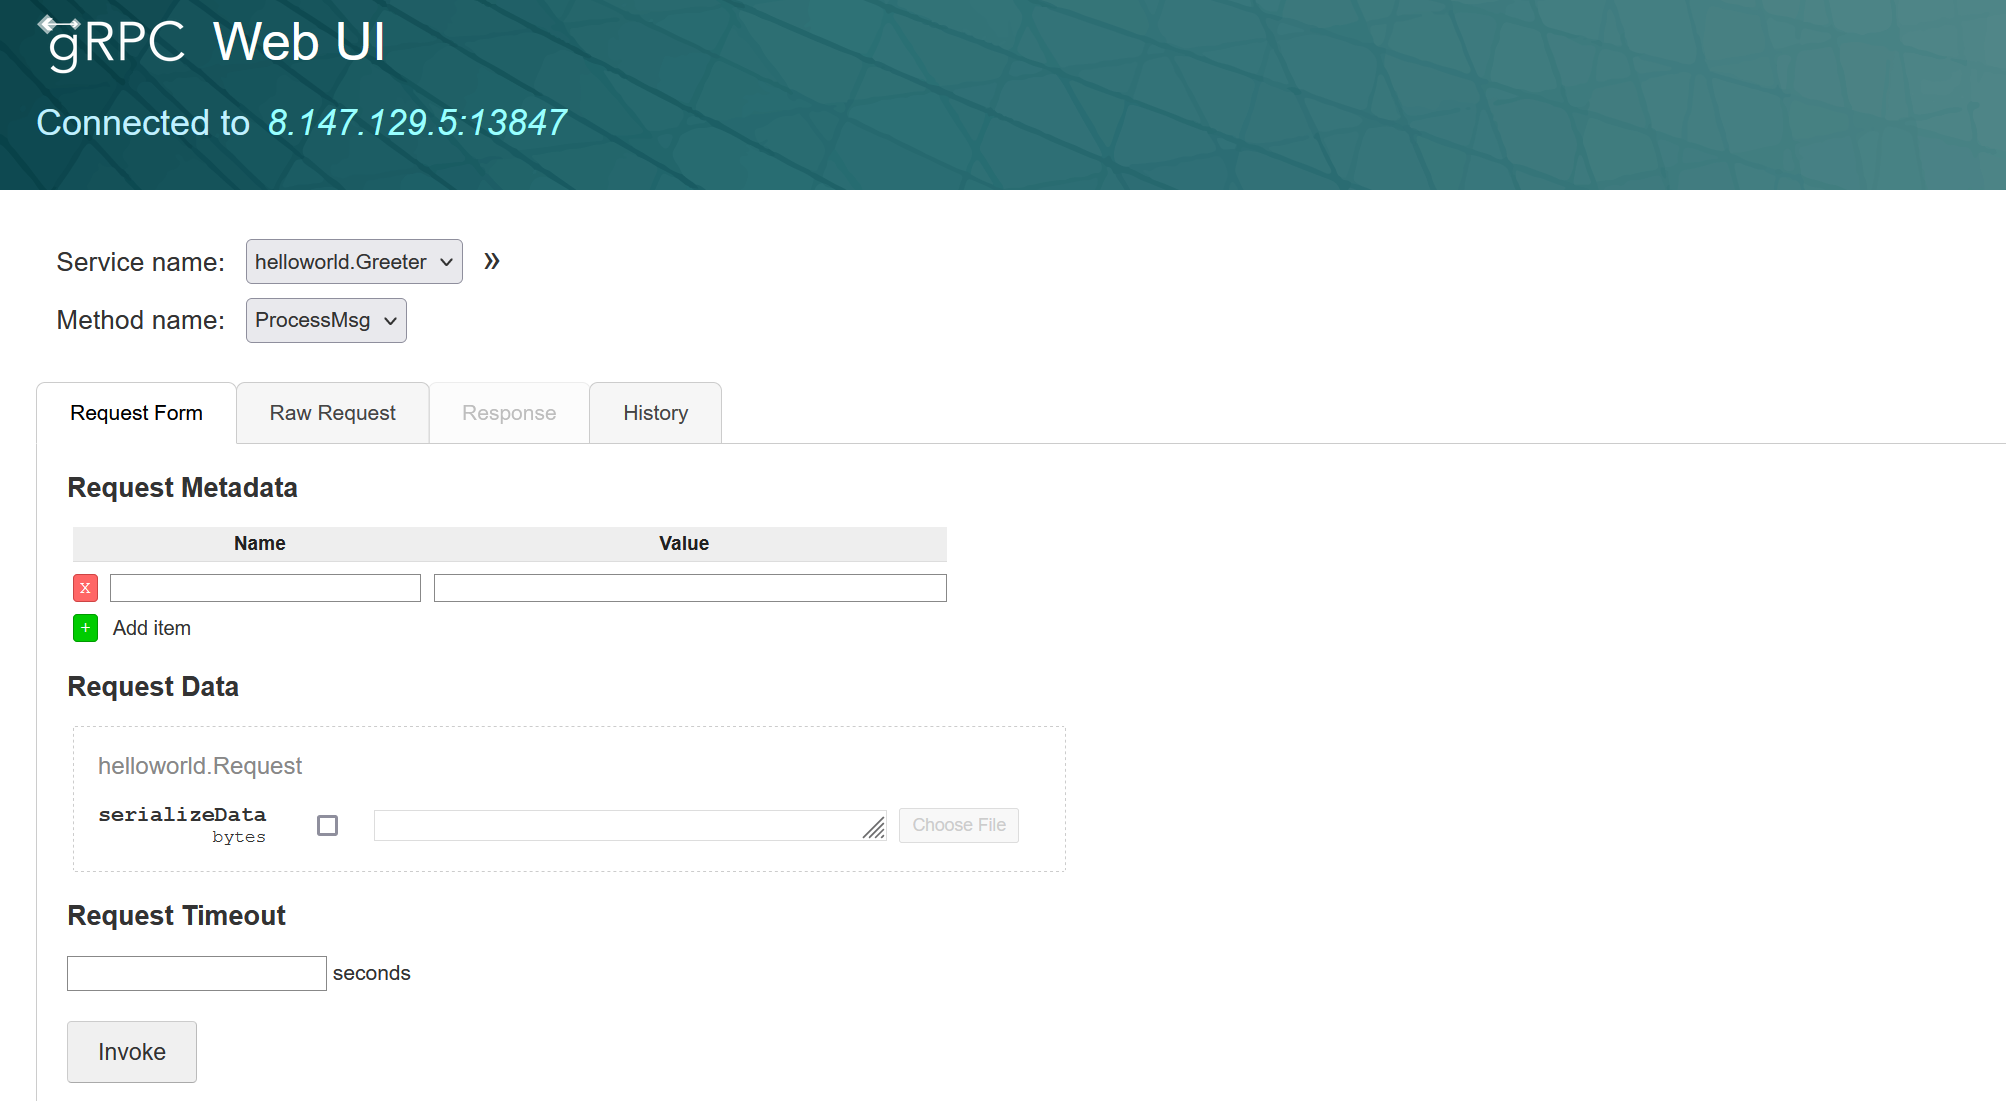 gRPC Web UI
Connected to 8.147.129.5:13847
Service name: helloworld.Greeter »
Method name: ProcessMsg
Request Form Raw Request Response History
Request Metadata
Name Value
X
+ Add item
Request Data
helloworld.Request
serializeData
bytes
Choose File
Request Timeout
seconds
Invoke